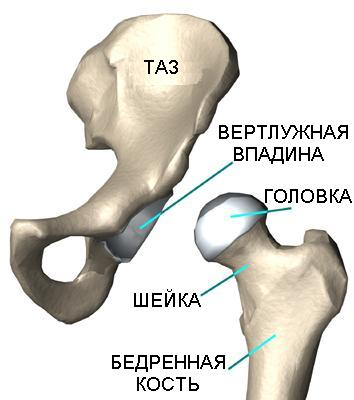 ТАЗ
ВЕРТЛУЖНАЯ
ВПАДИНА
ГОЛОВКА
ШЕЙКА
БЕДРЕННАЯ
КОСТЬ